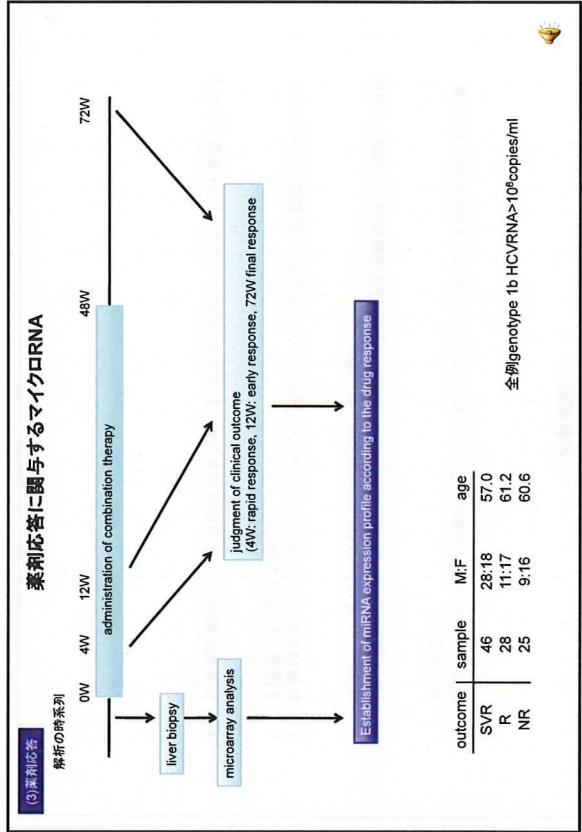 (3)薬剤応答
薬剤応答に関与するマイクロRNA
解析の時系列
0W 4W 12W 48W 72W
administration of combination therapy
liver biopsy
microarray analysis
judgment of clinical outcome
(4W: rapid response, 12W: early response, 72W final response
Establishment of miRNA expression profile according to the drug response
outcome sample M:F age
SVR 46 28:18 57.0
R 28 11:17 61.2
NR 25 9:16 60.6
全例genotype 1b HCVRNA>10⁶copies/ml